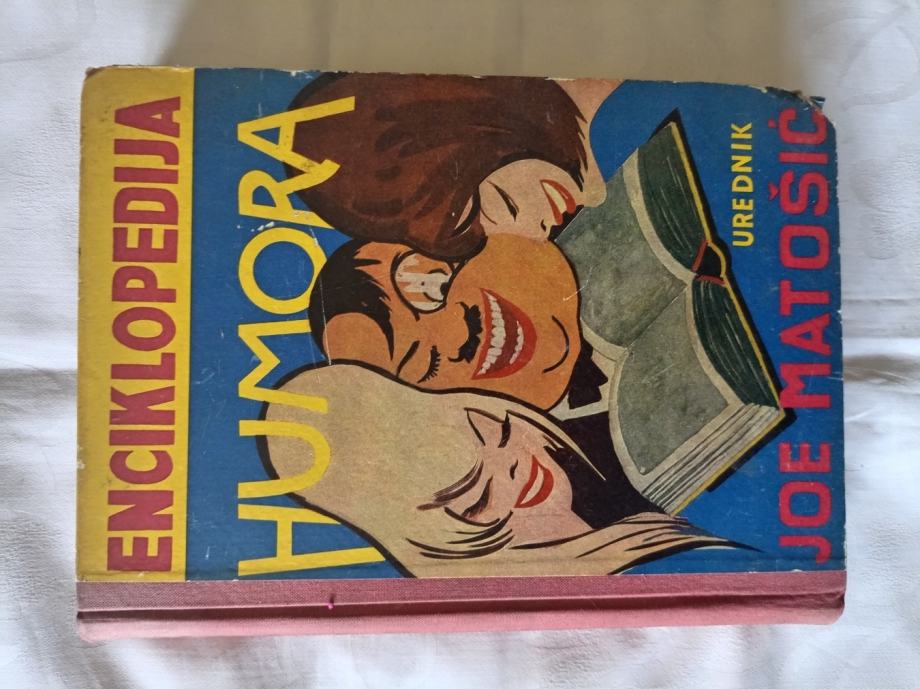 ENCIKLOPEDIJA
HUMORA
UREDNIK
JOE MATOŠIĆ